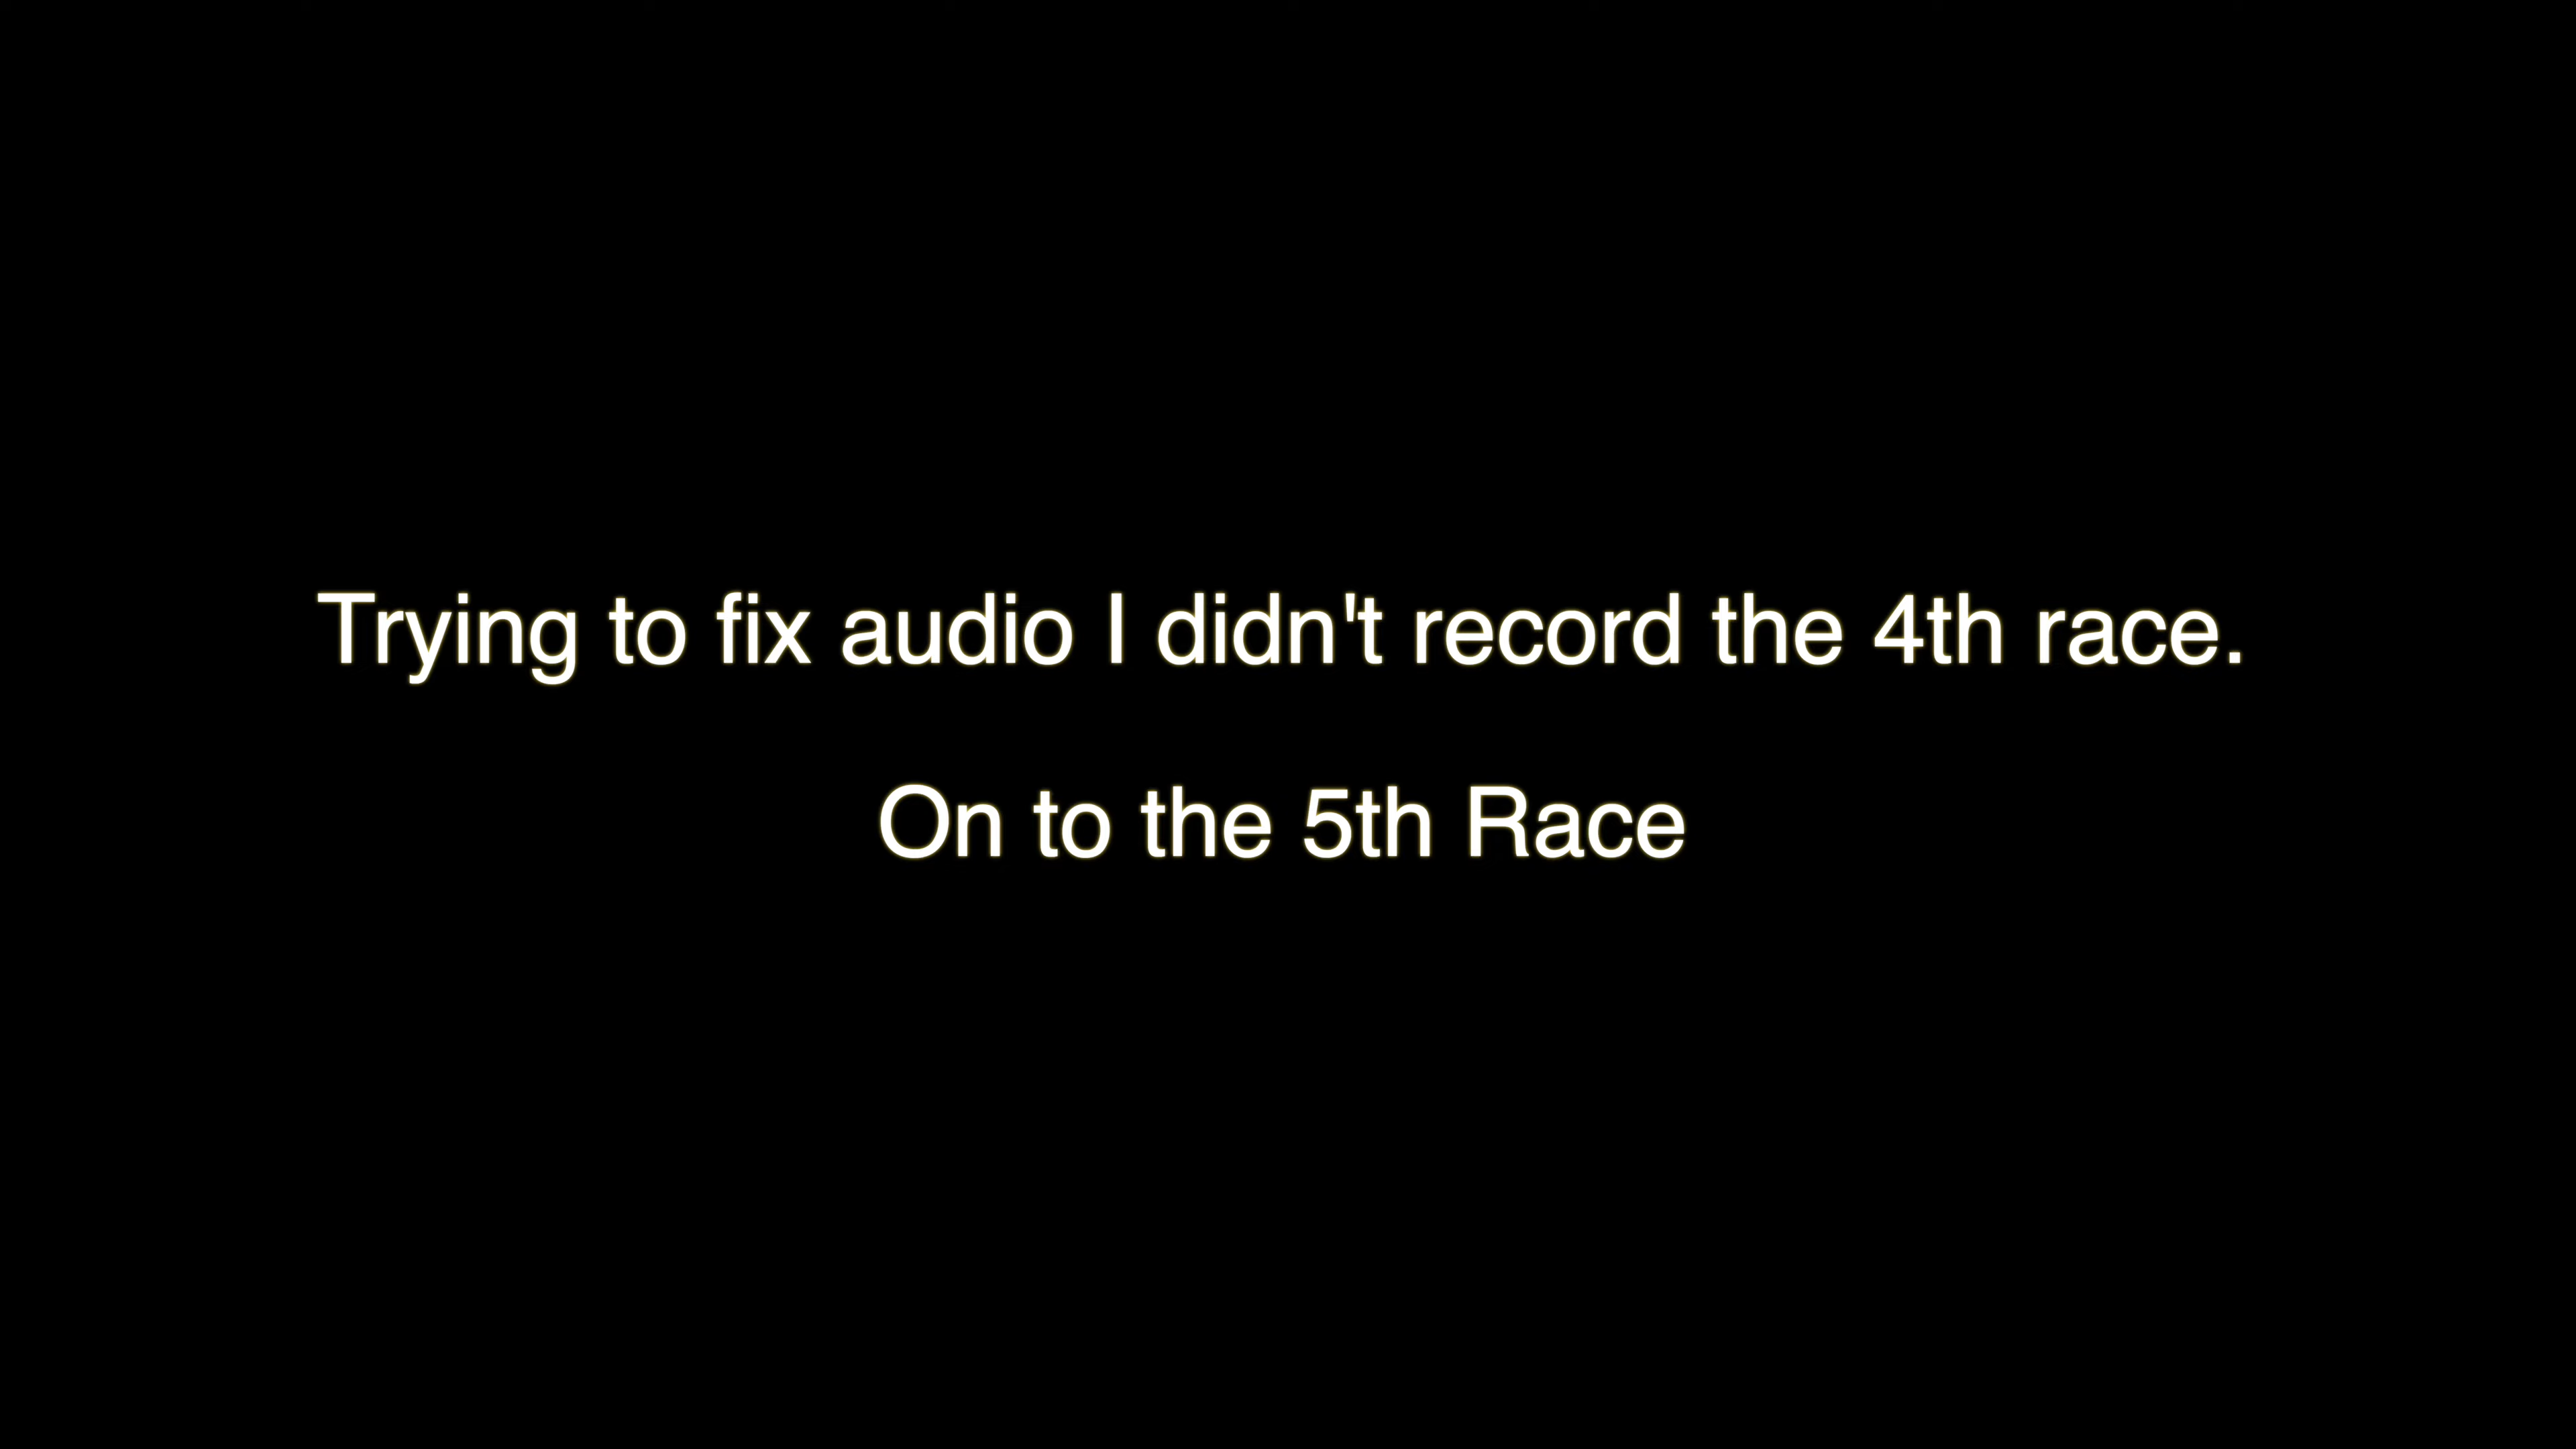 Trying to fix audio I didn't record the 4th race.
On to the 5th Race